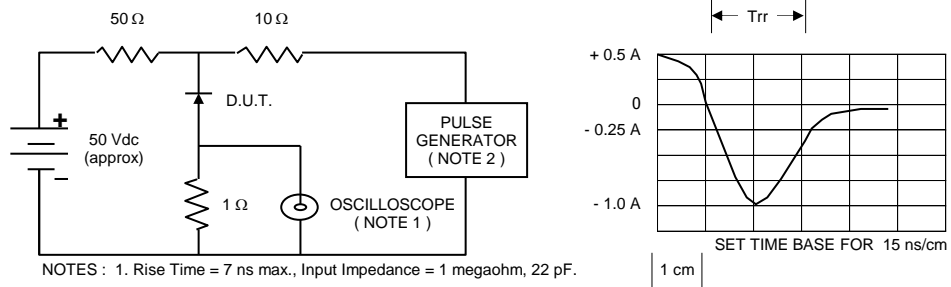 50 Ω
10 Ω
Trr
+ 0.5 A
D.U.T.
0
+
50 Vdc
(approx)
PULSE
GENERATOR
( NOTE 2 )
- 0.25 A
1 Ω
OSCILLOSCOPE
( NOTE 1 )
- 1.0 A
SET TIME BASE FOR 15 ns/cm
NOTES : 1. Rise Time = 7 ns max., Input Impedance = 1 megaohm, 22 pF.
1 cm